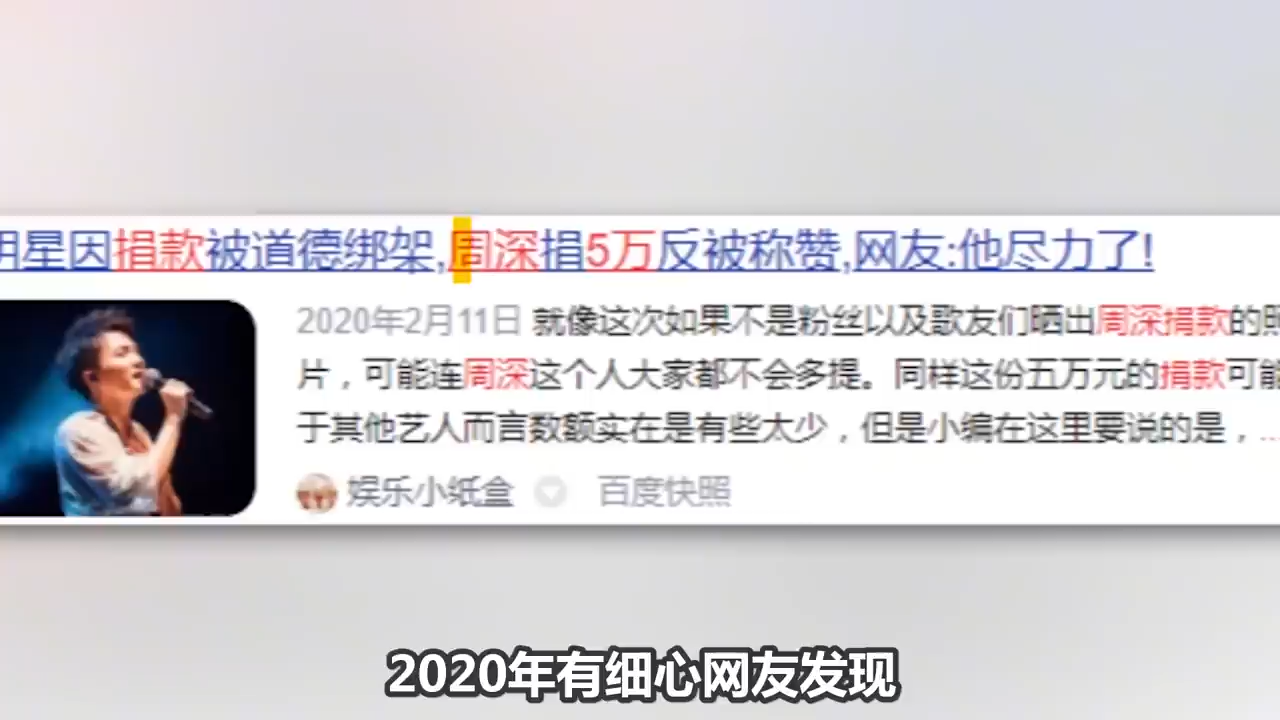 明星因捐款被道德绑架,周深捐5万反被称赞,网友:他尽力了!
2020年2月11日 就像这次如果不是粉丝以及歌友们晒出周深捐款的照
片，可能连周深这个人大家都不会多提。同样这份五万元的捐款可能
于其他艺人而言数额实在是有些太少，但是小编在这里要说的是，...
娱乐小纸盒 百度快照
2020年有细心网友发现